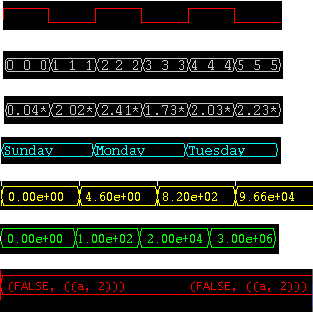 0 0 0 1 1 1 2 2 2 3 3 3 4 4 4 5 5 5
0.04* 2.02* 2.41* 1.73* 2.03* 2.23*
Sunday Monday Tuesday
0.00e+00 4.60e+00 8.20e+02 9.66e+04
0.00e+00 1.00e+02 2.00e+04 3.00e+06
(FALSE, ((a, Z))) (FALSE, ((a, Z)))